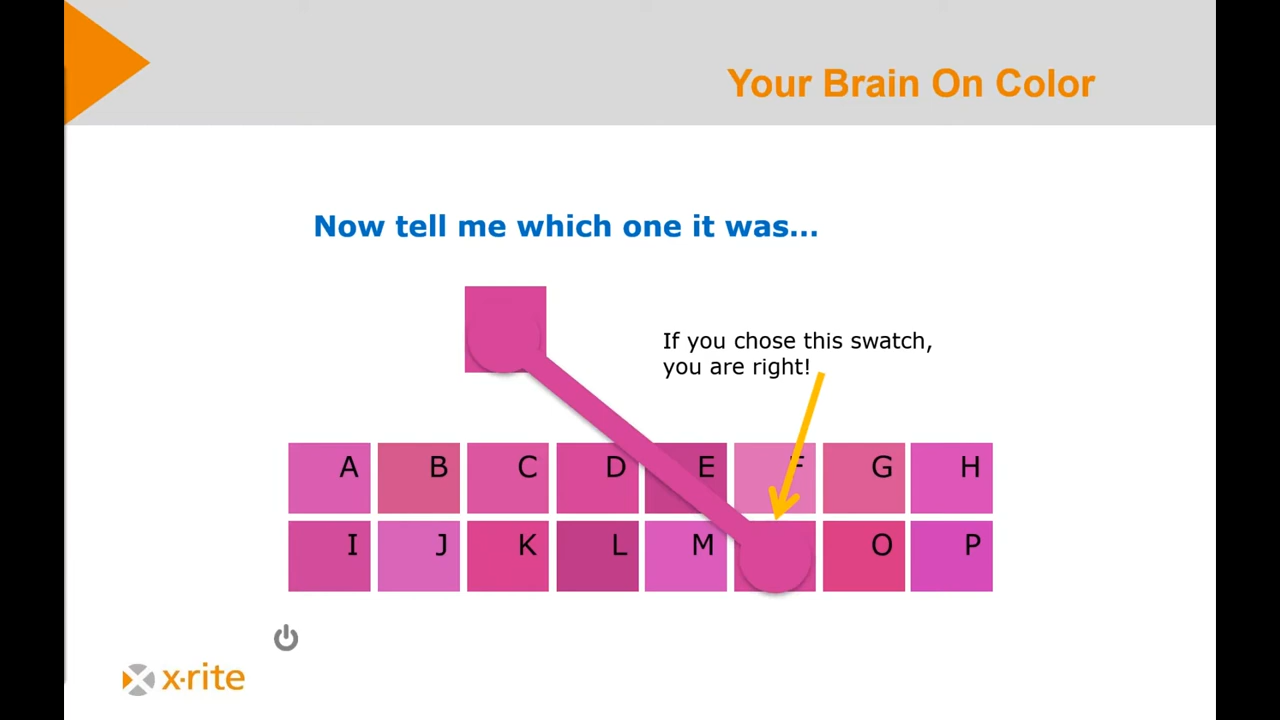 Your Brain On Color
Now tell me which one it was...
If you chose this swatch,
you are right!
A B C D E F G H
I J K L M O P
x·rite